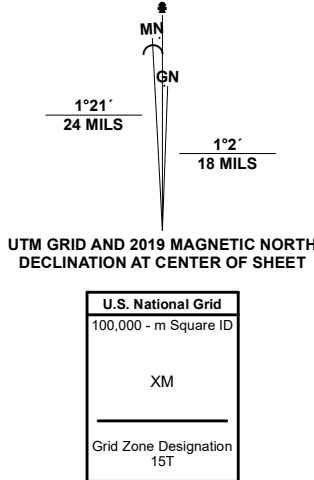 MN
GN
1°21´
24 MILS
1°2´
18 MILS
UTM GRID AND 2019 MAGNETIC NORTH
DECLINATION AT CENTER OF SHEET
U.S. National Grid
100,000 - m Square ID
XM
Grid Zone Designation
15T